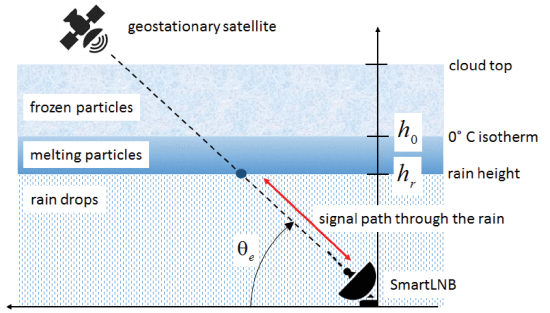 geostationary satellite
cloud top
frozen particles
h₀
0° C isotherm
melting particles
hᵣ
rain height
rain drops
signal path through the rain
θₑ
SmartLNB